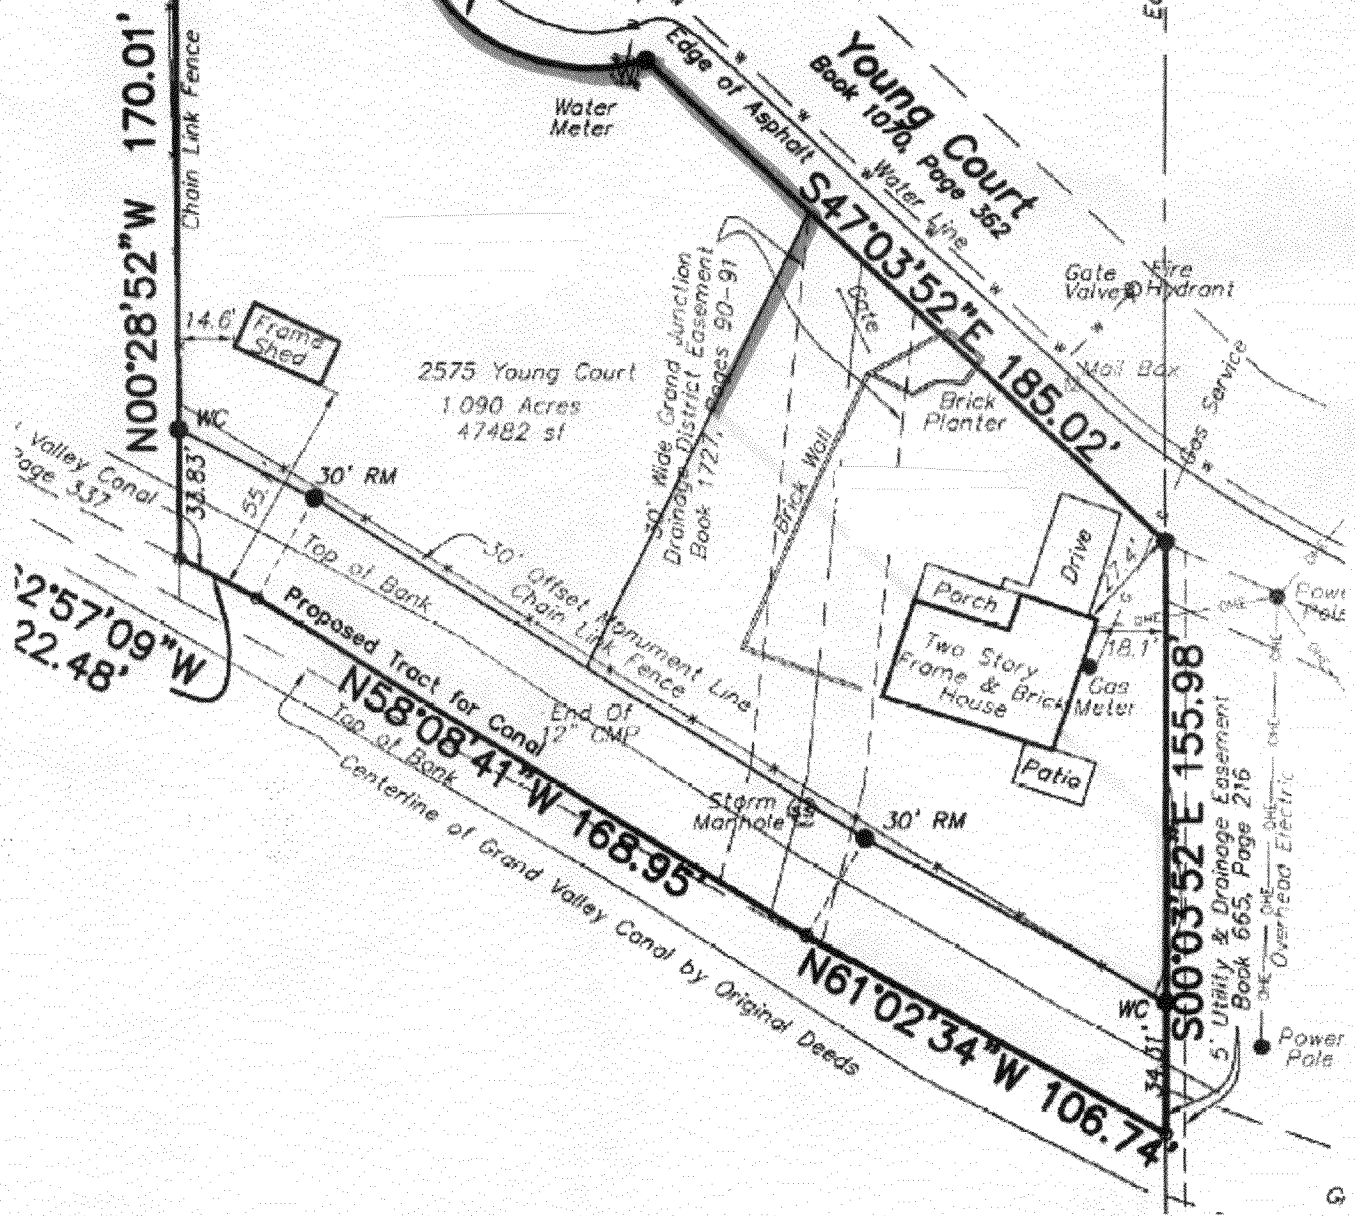 N00°28'52"W 170.01'
Chain Link Fence
Water
Meter
Edge of Asphalt
Young Court
Book 1070, Page 362
Water Line
S47°03'52"E 185.02'
Gate
Valve
Fire
Hydrant
Mail Box
Gas Service
14.6'
Frame
Shed
2575 Young Court
1.090 Acres
47482 sf
30' Wide Grand Junction
Drainage District Easement
Book 727, Pages 90-91
Gate
Brick
Planter
Brick Wall
WC
33.83'
55'
30' RM
Valley Canal
Page 337
Top of Bank
30' Offset Monument Line
Chain Link Fence
Drive
Porch
27.4'
18.1'
OHE
Power
Pole
Two Story
Frame & Brick
House
Gas
Meter
Patio
2°57'09"W
22.48'
Proposed Tract for Canal
N58°08'41"W 168.95'
Top of Bank
End Of
12" CMP
Storm
Manhole
30' RM
Centerline of Grand Valley Canal by Original Deeds
N61°02'34"W 106.74'
WC
34.01'
S00°03'52"E 155.98'
5' Utility & Drainage Easement
Book 665, Page 216
OHE
OHE
OHE
OHE
Overhead Electric
Power
Pole